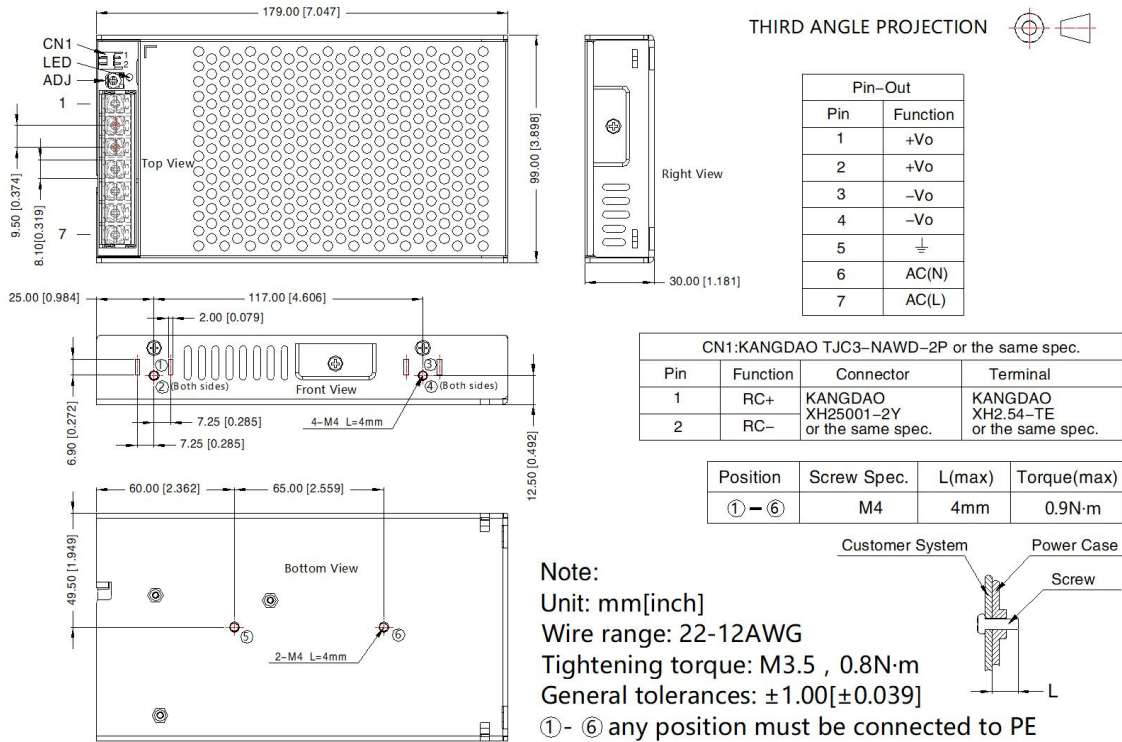 179.00 [7.047]
THIRD ANGLE PROJECTION
CN1
LED
ADJ
1
2
1
7
Top View
9.50 [0.374]
8.10[0.319]
99.00 [3.898]
Right View
30.00 [1.181]
Pin–Out
Pin Function
1 +Vo
2 +Vo
3 –Vo
4 –Vo
5 ⏚
6 AC(N)
7 AC(L)
25.00 [0.984]
117.00 [4.606]
2.00 [0.079]
①
③
② (Both sides)
Front View
④ (Both sides)
7.25 [0.285]
4–M4 L=4mm
7.25 [0.285]
6.90 [0.272]
12.50 [0.492]
CN1:KANGDAO TJC3–NAWD–2P or the same spec.
Pin Function Connector Terminal
1 RC+ KANGDAO XH25001–2Y or the same spec. KANGDAO XH2.54–TE or the same spec.
2 RC–
Position Screw Spec. L(max) Torque(max)
①–⑥ M4 4mm 0.9N·m
60.00 [2.362]
65.00 [2.559]
49.50 [1.949]
Bottom View
⑤
⑥
2–M4 L=4mm
Customer System
Power Case
Screw
L
Note:
Unit: mm[inch]
Wire range: 22-12AWG
Tightening torque: M3.5 , 0.8N·m
General tolerances: ±1.00[±0.039]
①- ⑥ any position must be connected to PE